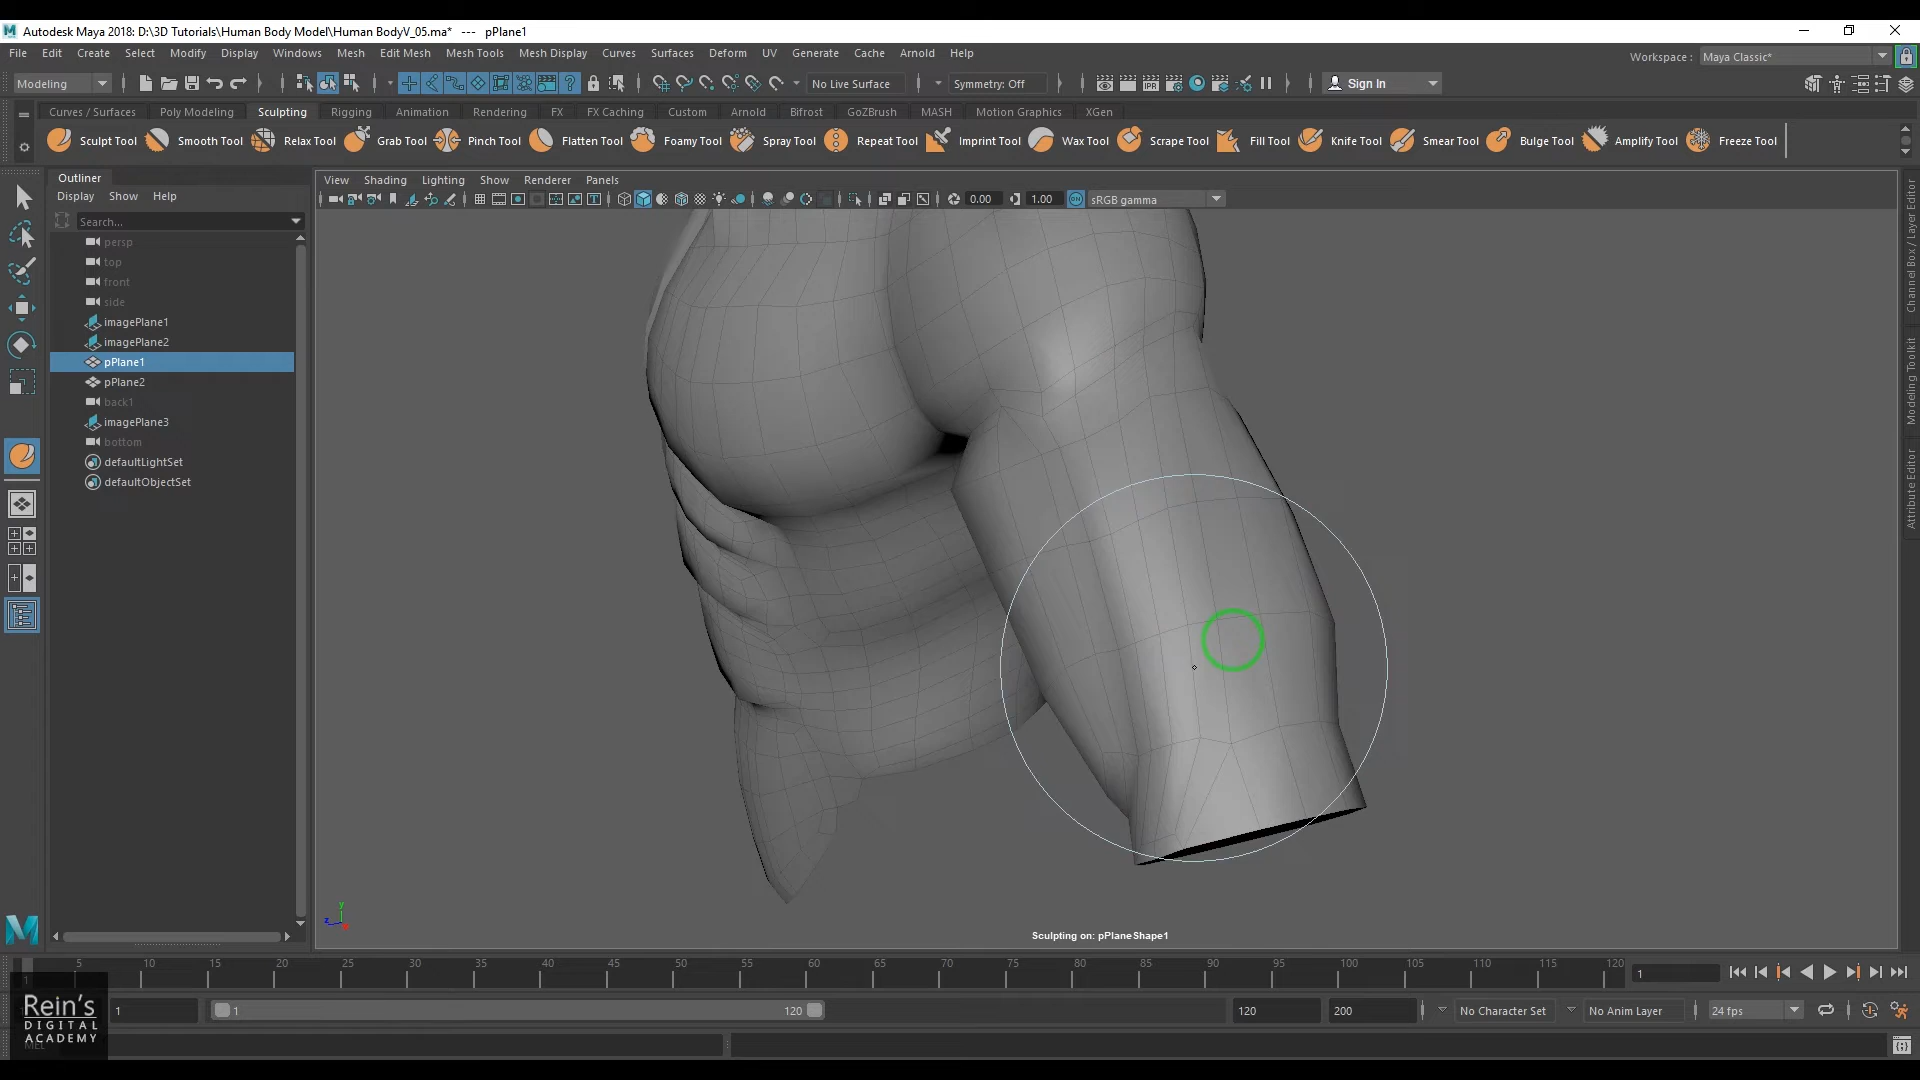 Autodesk Maya 2018: D:\3D Tutorials\Human Body Model\Human BodyV_05.ma* --- pPlane1
File Edit Create Select Modify Display Windows Mesh Edit Mesh Mesh Tools Mesh Display Curves Surfaces Deform UV Generate Cache Arnold Help
Workspace : Maya Classic*
Modeling No Live Surface Symmetry: Off Sign In
Curves / Surfaces Poly Modeling Sculpting Rigging Animation Rendering FX FX Caching Custom Arnold Bifrost GoZBrush MASH Motion Graphics XGen
Sculpt Tool Smooth Tool Relax Tool Grab Tool Pinch Tool Flatten Tool Foamy Tool Spray Tool Repeat Tool Imprint Tool Wax Tool Scrape Tool Fill Tool Knife Tool Smear Tool Bulge Tool Amplify Tool Freeze Tool
Outliner
Display Show Help
Search...
persp
top
front
side
imagePlane1
imagePlane2
pPlane1
pPlane2
back1
imagePlane3
bottom
defaultLightSet
defaultObjectSet
View Shading Lighting Show Renderer Panels
0.00 1.00 sRGB gamma
Channel Box / Layer Editor
Modeling Toolkit
Attribute Editor
y
z
Sculpting on: pPlaneShape1
5 10 15 20 25 30 35 40 45 50 55 60 65 70 75 80 85 90 95 100 105 110 115 120
1
1 1 120 120 200 No Character Set No Anim Layer 24 fps
Rein's
DIGITAL
ACADEMY
MEL